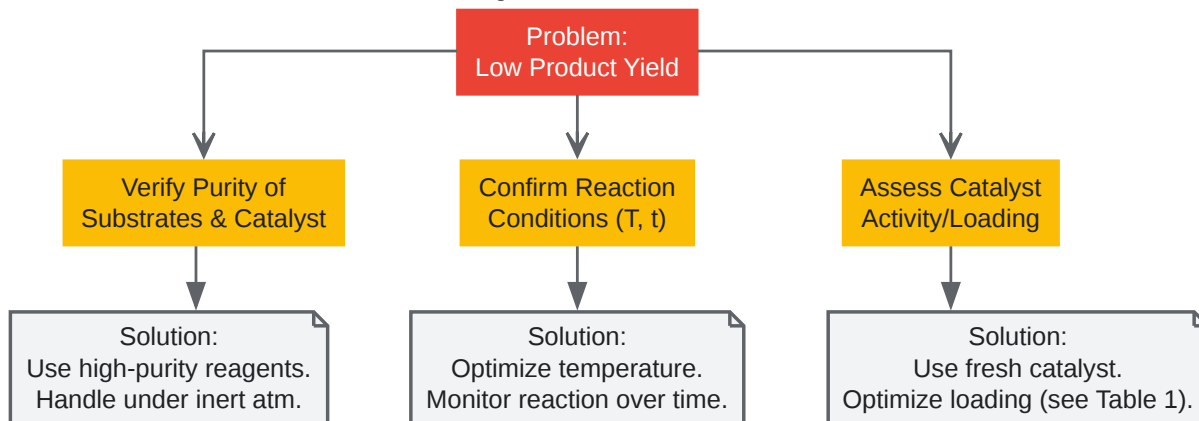 Problem:
Low Product Yield
Verify Purity of
Substrates & Catalyst
Confirm Reaction
Conditions (T, t)
Assess Catalyst
Activity/Loading
Solution:
Use high-purity reagents.
Handle under inert atm.
Solution:
Optimize temperature.
Monitor reaction over time.
Solution:
Use fresh catalyst.
Optimize loading (see Table 1).